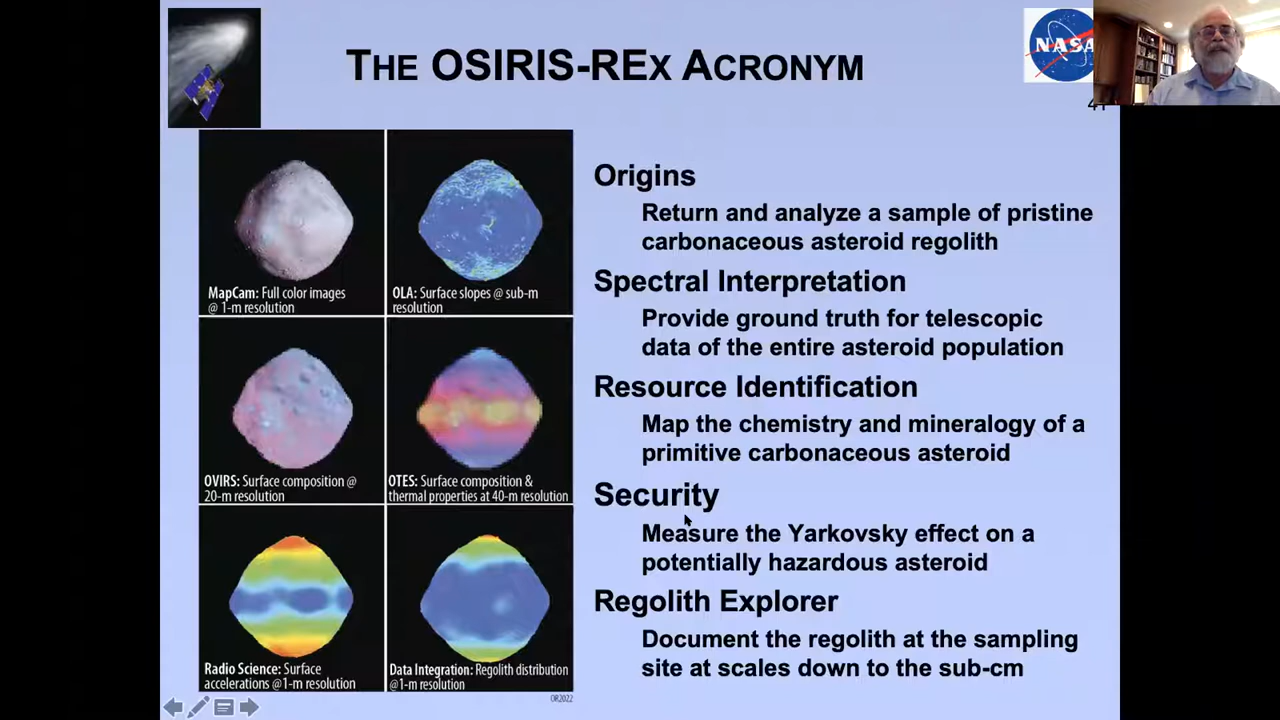 THE OSIRIS-REX ACRONYM
NASA
Origins
Return and analyze a sample of pristine
carbonaceous asteroid regolith
Spectral Interpretation
Provide ground truth for telescopic
data of the entire asteroid population
Resource Identification
Map the chemistry and mineralogy of a
primitive carbonaceous asteroid
Security
Measure the Yarkovsky effect on a
potentially hazardous asteroid
Regolith Explorer
Document the regolith at the sampling
site at scales down to the sub-cm
MapCam: Full color images
@ 1-m resolution
OLA: Surface slopes @ sub-m
resolution
OVIRS: Surface composition @
20-m resolution
OTES: Surface composition &
thermal properties at 40-m resolution
Radio Science: Surface
accelerations @1-m resolution
Data Integration: Regolith distribution
@1-m resolution
OR2022